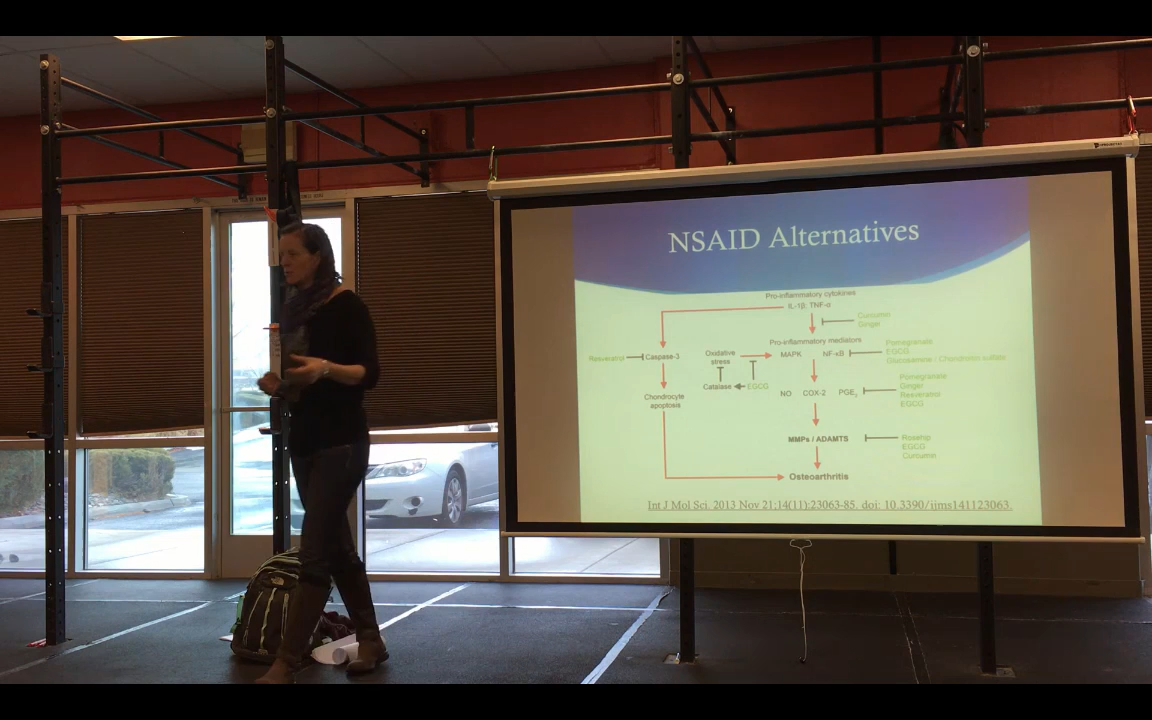 NSAID Alternatives
Pro-inflammatory cytokines
IL-1β; TNF-α
Curcumin
Ginger
Pro-inflammatory mediators
MAPK NF-κB
Pomegranate
EGCG
Glucosamine / Chondroitin sulfate
Resveratrol
Caspase-3
Oxidative
stress
Catalase
EGCG
Chondrocyte
apoptosis
NO COX-2 PGE₂
Pomegranate
Ginger
Resveratrol
EGCG
MMPs / ADAMTS
Rosehip
EGCG
Curcumin
Osteoarthritis
Int J Mol Sci. 2013 Nov 21;14(11):23063-85. doi: 10.3390/ijms141123063.